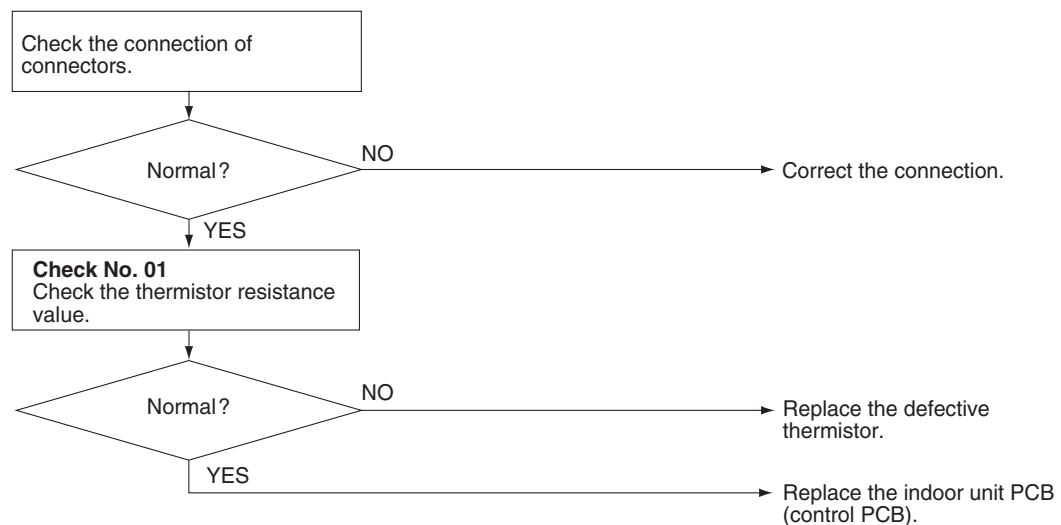 Check the connection of
connectors.
Normal?
NO
Correct the connection.
YES
Check No. 01
Check the thermistor resistance
value.
Normal?
NO
Replace the defective
thermistor.
YES
Replace the indoor unit PCB
(control PCB).